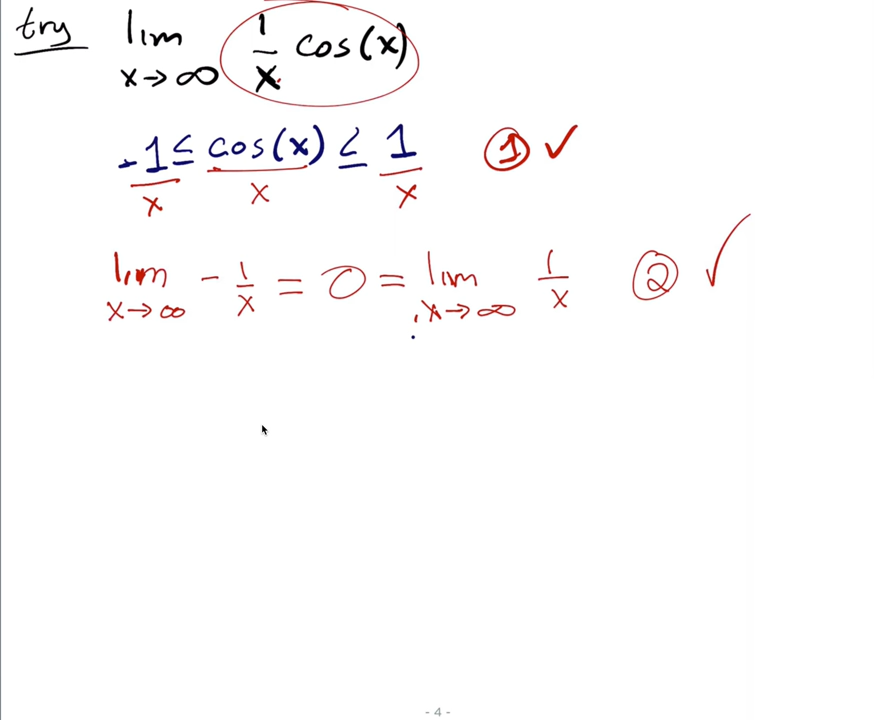 try lim x→∞ 1/x cos(x)
-1/x ≤ cos(x)/x ≤ 1/x ① ✓
lim x→∞ - 1/x = 0 = lim x→∞ 1/x ② ✓
- 4 -